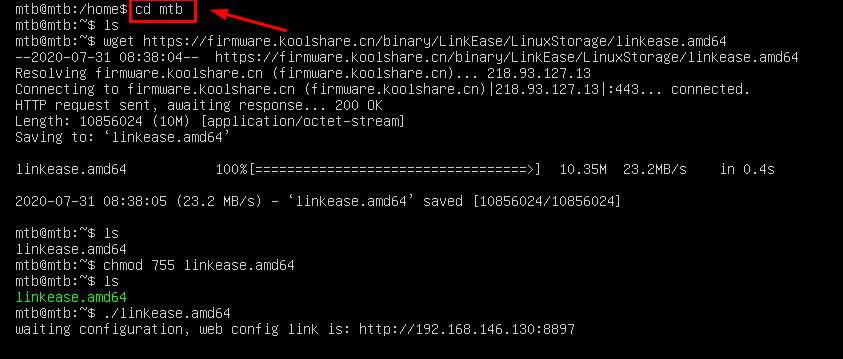 mtb@mtb:/home$ cd mtb
mtb@mtb:~$ ls
mtb@mtb:~$ wget https://firmware.koolshare.cn/binary/LinkEase/LinuxStorage/linkease.amd64
--2020-07-31 08:38:04--  https://firmware.koolshare.cn/binary/LinkEase/LinuxStorage/linkease.amd64
Resolving firmware.koolshare.cn (firmware.koolshare.cn)... 218.93.127.13
Connecting to firmware.koolshare.cn (firmware.koolshare.cn)|218.93.127.13|:443... connected.
HTTP request sent, awaiting response... 200 OK
Length: 10856024 (10M) [application/octet-stream]
Saving to: ‘linkease.amd64’
linkease.amd64          100%[===================================>]  10.35M  23.2MB/s    in 0.4s
2020-07-31 08:38:05 (23.2 MB/s) – ‘linkease.amd64’ saved [10856024/10856024]
mtb@mtb:~$ ls
linkease.amd64
mtb@mtb:~$ chmod 755 linkease.amd64
mtb@mtb:~$ ls
linkease.amd64
mtb@mtb:~$ ./linkease.amd64
waiting configuration, web config link is: http://192.168.146.130:8897